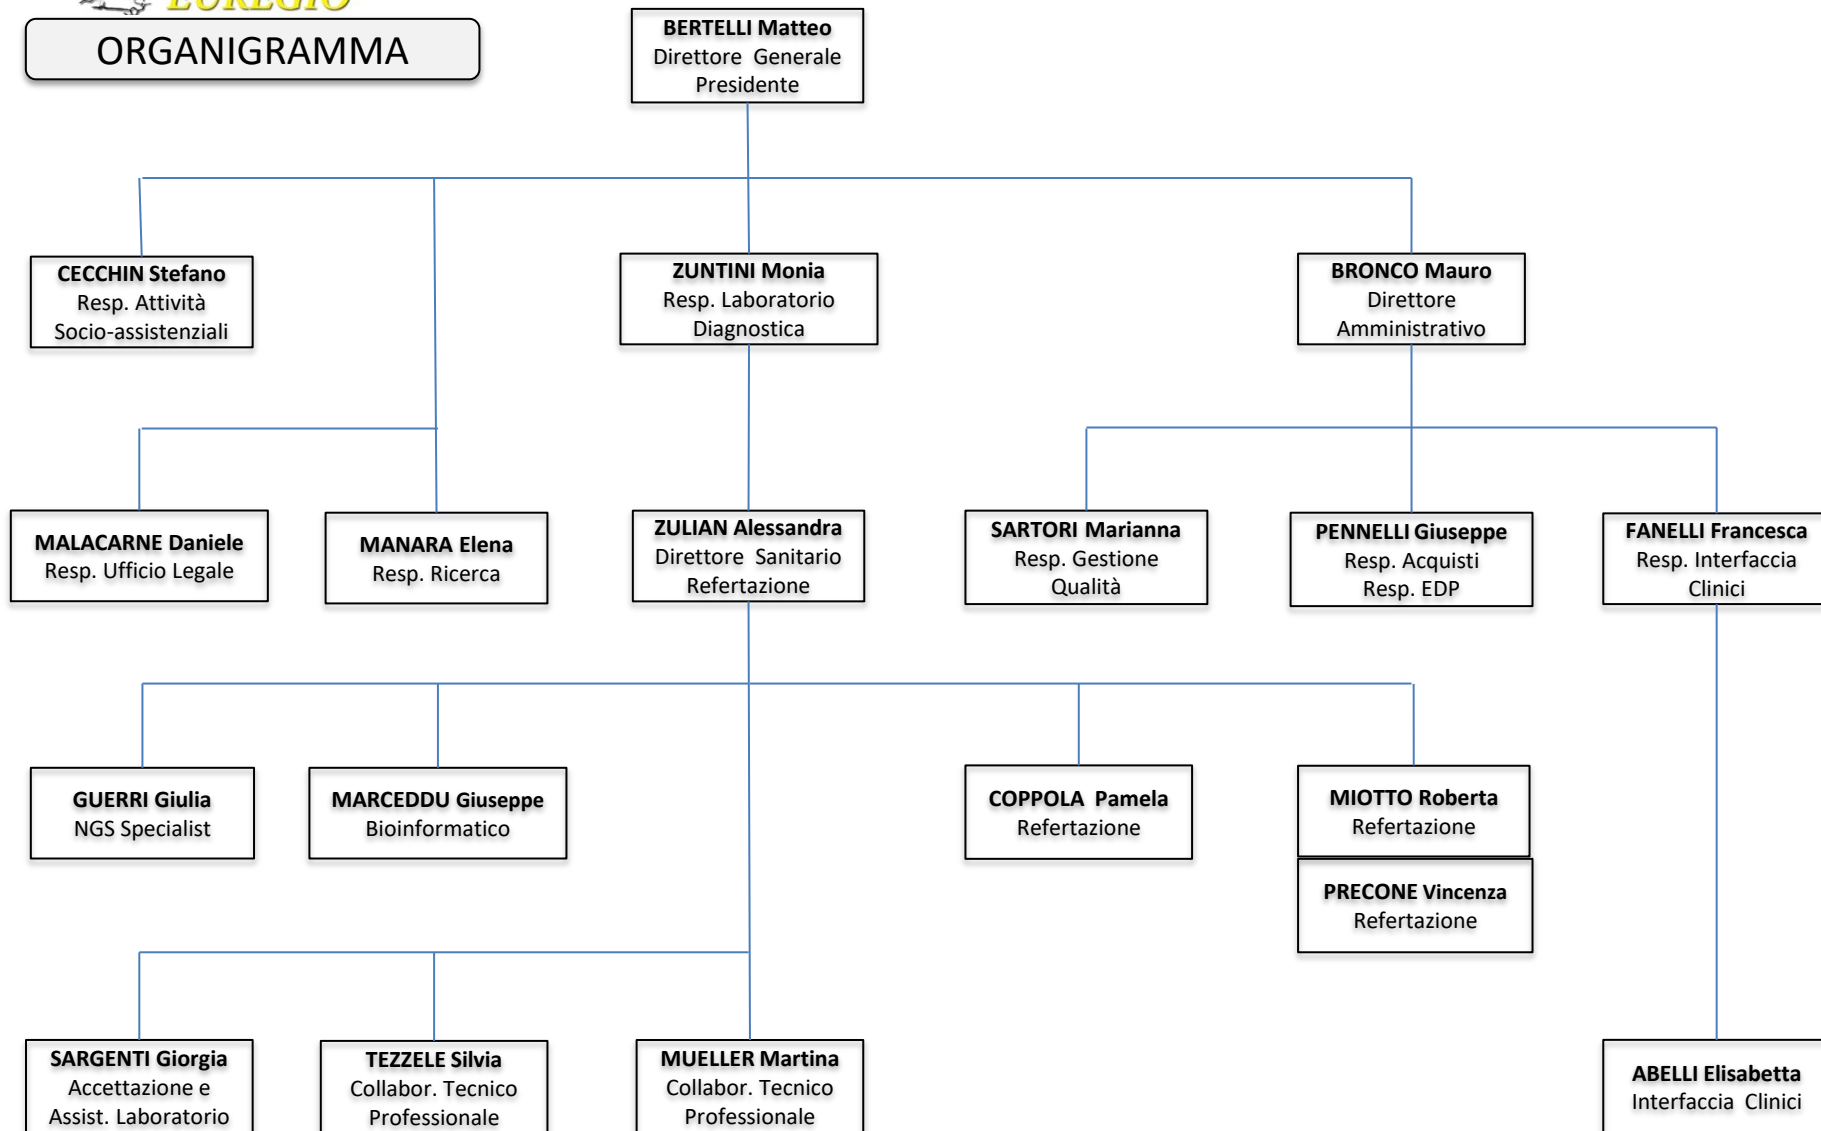 EUREGIO
ORGANIGRAMMA
BERTELLI Matteo
Direttore Generale
Presidente
CECCHIN Stefano
Resp. Attività
Socio-assistenziali
ZUNTINI Monia
Resp. Laboratorio
Diagnostica
BRONCO Mauro
Direttore
Amministrativo
MALACARNE Daniele
Resp. Ufficio Legale
MANARA Elena
Resp. Ricerca
ZULIAN Alessandra
Direttore Sanitario
Refertazione
SARTORI Marianna
Resp. Gestione
Qualità
PENNELLI Giuseppe
Resp. Acquisti
Resp. EDP
FANELLI Francesca
Resp. Interfaccia
Clinici
GUERRI Giulia
NGS Specialist
MARCEDDU Giuseppe
Bioinformatico
COPPOLA Pamela
Refertazione
MIOTTO Roberta
Refertazione
PRECONE Vincenza
Refertazione
SARGENTI Giorgia
Accettazione e
Assist. Laboratorio
TEZZELE Silvia
Collabor. Tecnico
Professionale
MUELLER Martina
Collabor. Tecnico
Professionale
ABELLI Elisabetta
Interfaccia Clinici